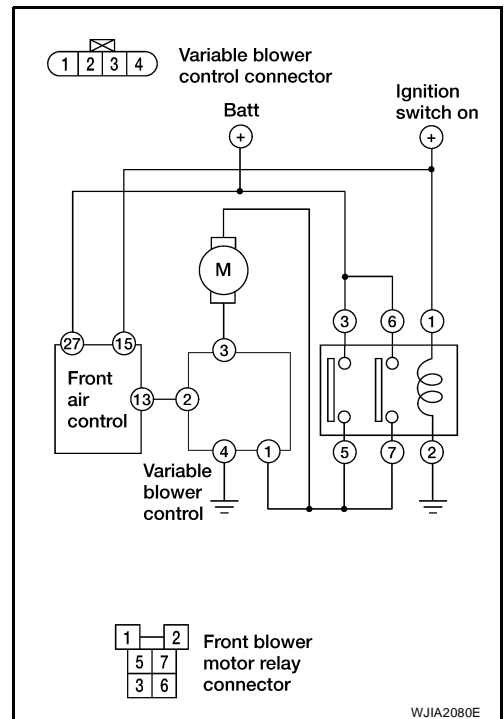 1 2 3 4
Variable blower
control connector
Batt
+
Ignition
switch on
+
M
3 6 1
27 15
3
Front
air
control
13 2
4 1
5 7 2
Variable
blower
control
1 2
5 7
3 6
Front blower
motor relay
connector
WJIA2080E